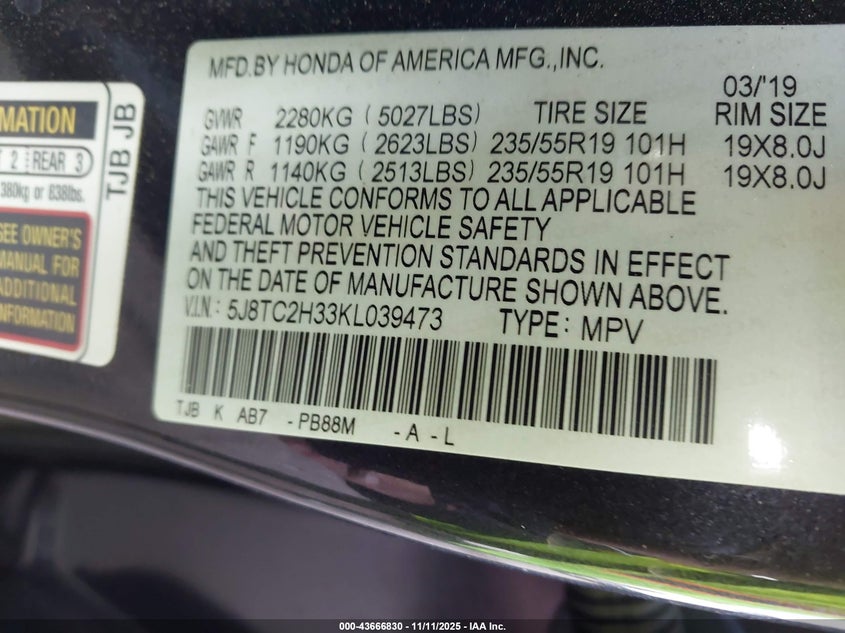 MATION
2 REAR 3
380kg or 838lbs.
SEE OWNER'S
MANUAL FOR
ADDITIONAL
INFORMATION
TJB JB
MFD.BY HONDA OF AMERICA MFG.,INC.
03/'19
GVWR 2280KG (5027LBS) TIRE SIZE RIM SIZE
GAWR F 1190KG (2623LBS) 235/55R19 101H 19X8.0J
GAWR R 1140KG (2513LBS) 235/55R19 101H 19X8.0J
THIS VEHICLE CONFORMS TO ALL APPLICABLE
FEDERAL MOTOR VEHICLE SAFETY
AND THEFT PREVENTION STANDARDS IN EFFECT
ON THE DATE OF MANUFACTURE SHOWN ABOVE.
V.I.N.: 5J8TC2H33KL039473 TYPE: MPV
TJB K AB7 -PB88M -A -L
000-43666830 - 11/11/2025 - IAA Inc.